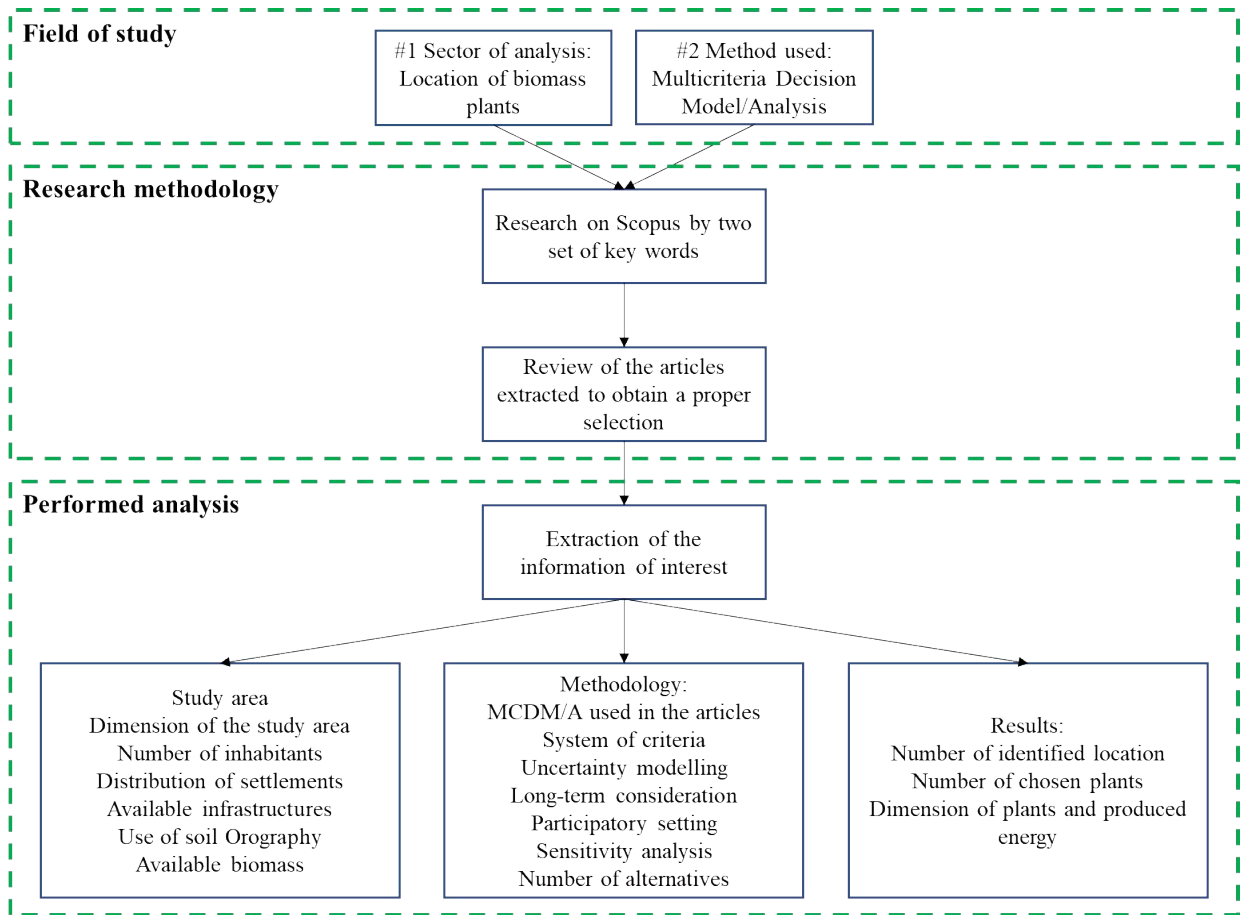 Field of study
#1 Sector of analysis:
Location of biomass
plants
#2 Method used:
Multicriteria Decision
Model/Analysis
Research methodology
Research on Scopus by two
set of key words
Review of the articles
extracted to obtain a proper
selection
Performed analysis
Extraction of the
information of interest
Study area
Dimension of the study area
Number of inhabitants
Distribution of settlements
Available infrastructures
Use of soil Orography
Available biomass
Methodology:
MCDM/A used in the articles
System of criteria
Uncertainty modelling
Long-term consideration
Participatory setting
Sensitivity analysis
Number of alternatives
Results:
Number of identified location
Number of chosen plants
Dimension of plants and produced
energy